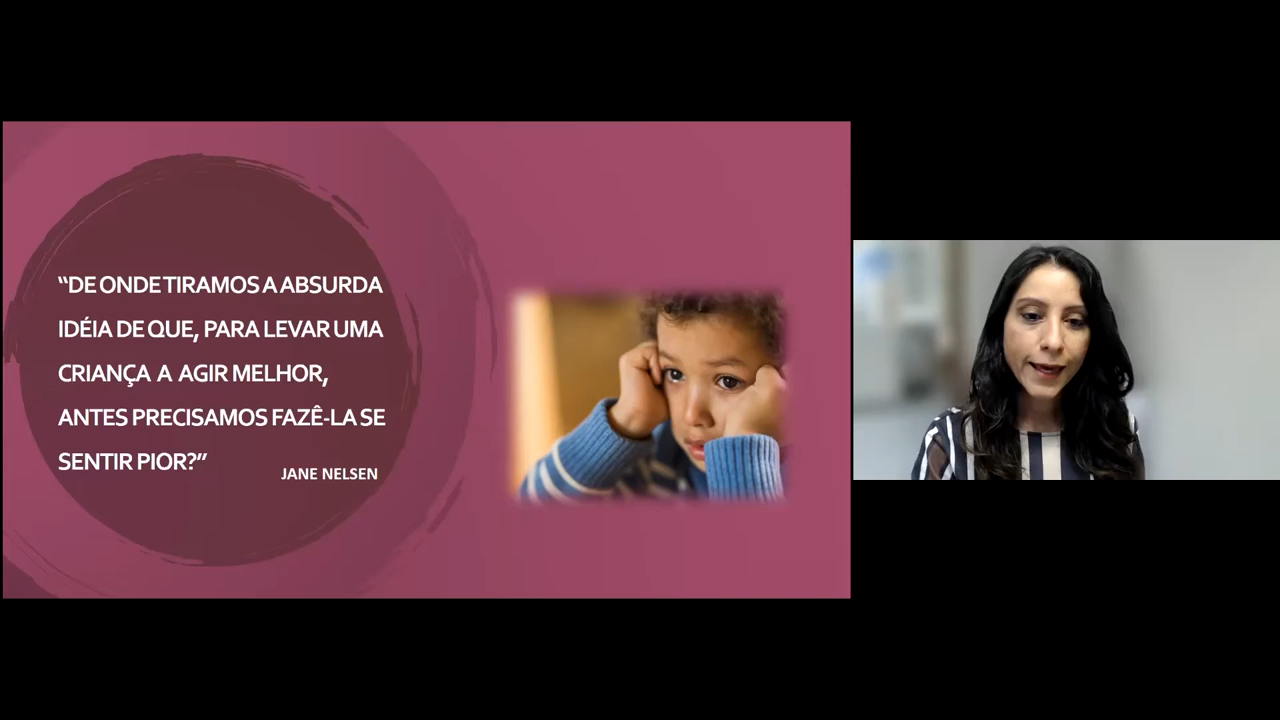 “DE ONDE TIRAMOS A ABSURDA
IDÉIA DE QUE, PARA LEVAR UMA
CRIANÇA A AGIR MELHOR,
ANTES PRECISAMOS FAZÊ-LA SE
SENTIR PIOR?”
JANE NELSEN